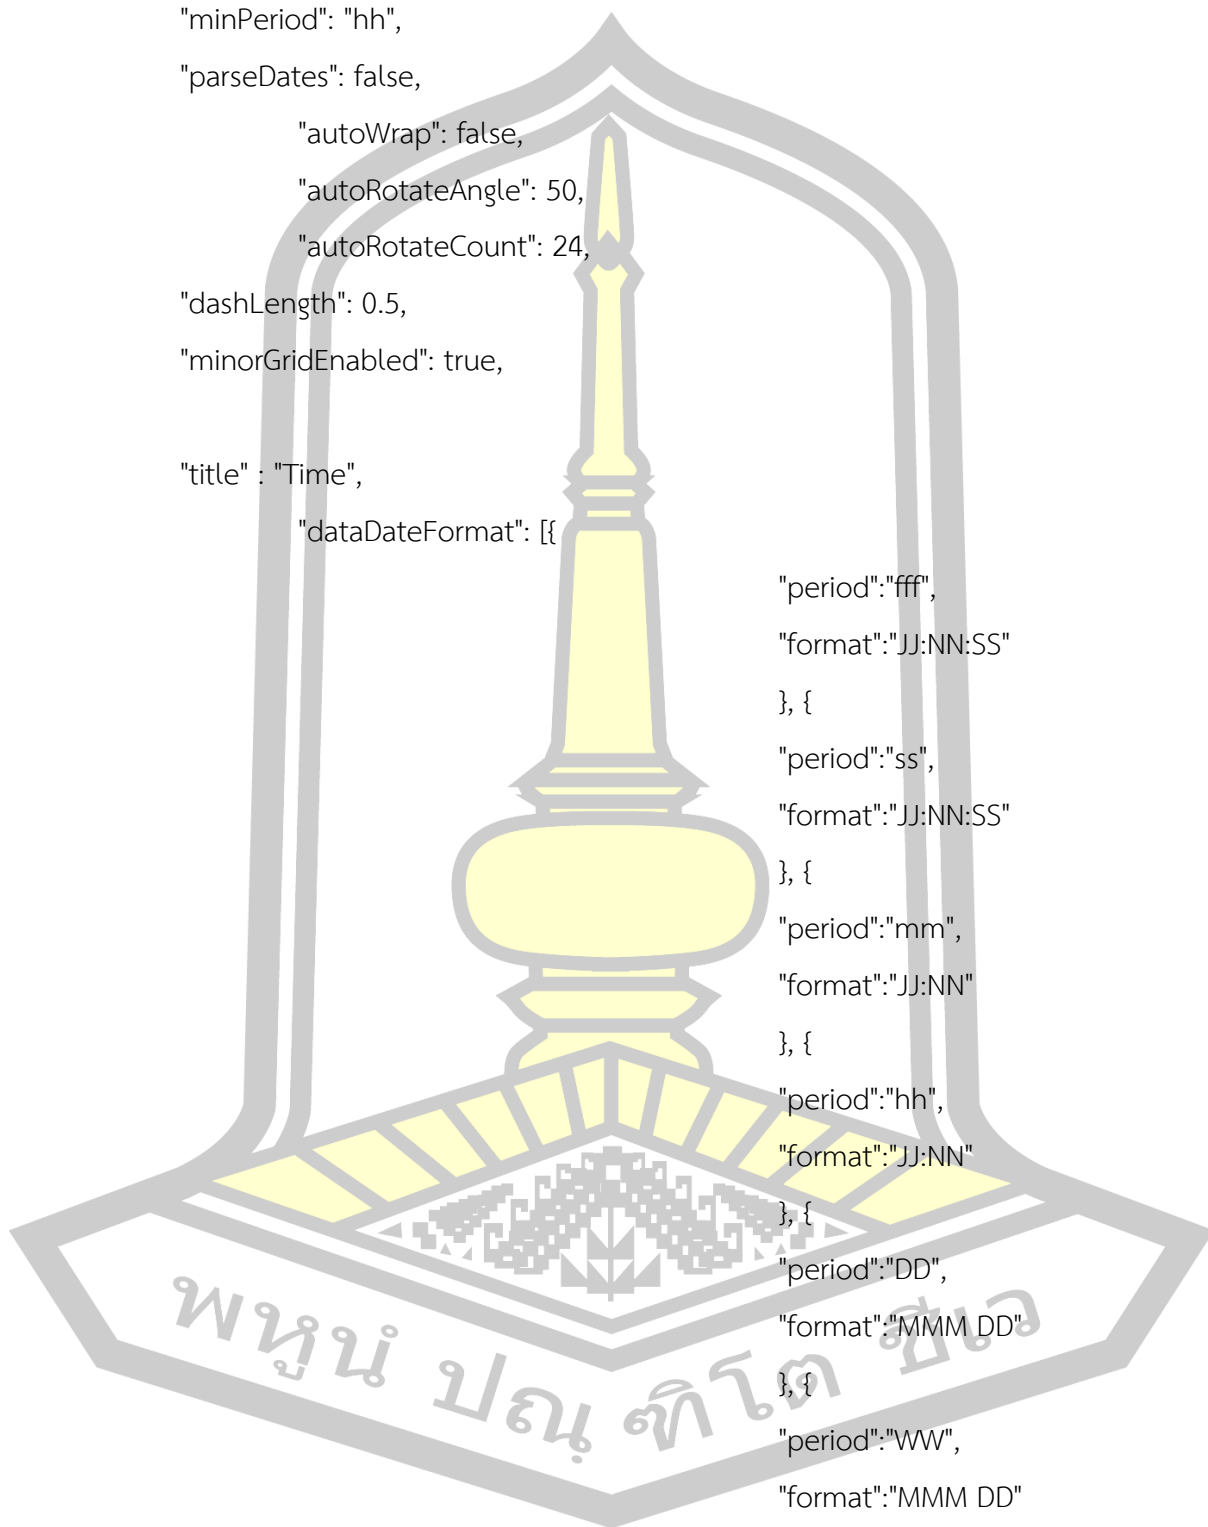 "minPeriod": "hh",
"parseDates": false,
"autoWrap": false,
"autoRotateAngle": 50,
"autoRotateCount": 24,
"dashLength": 0.5,
"minorGridEnabled": true,
"title" : "Time",
"dataDateFormat": [{
"period":"fff",
"format":"JJ:NN:SS"
}, {
"period":"ss",
"format":"JJ:NN:SS"
}, {
"period":"mm",
"format":"JJ:NN"
}, {
"period":"hh",
"format":"JJ:NN"
}, {
"period":"DD",
"format":"MMM DD"
}, {
"period":"WW",
"format":"MMM DD"
พหูนํ ปณฺฑิโต ชีเว